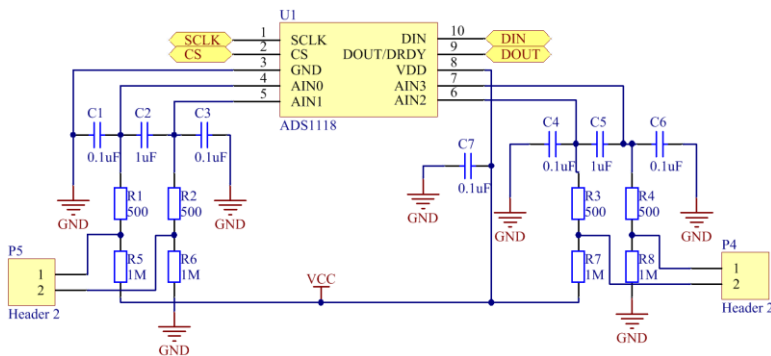 U1
SCLK 1 SCLK DIN 10 DIN
CS 2 CS DOUT/DRDY 9 DOUT
3 GND VDD 8
4 AIN0 AIN3 7
5 AIN1 AIN2 6
ADS1118
C1 C2 C3 C4 C5 C6
0.1uF 1uF 0.1uF 0.1uF 1uF 0.1uF
C7
0.1uF
GND GND GND GND GND
R1 R2 R3 R4
500 500 500 500
P5 P4
R5 R6 R7 R8
1M 1M 1M 1M
1 1
2 2
Header 2 Header 2
VCC
GND GND